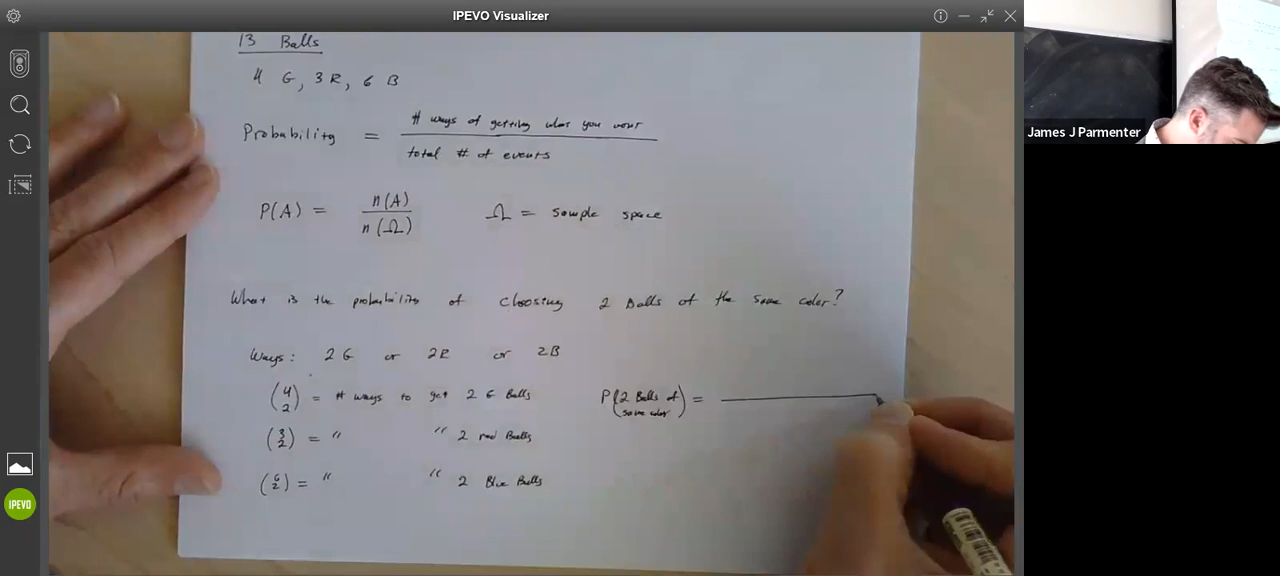 IPEVO Visualizer
James J Parmenter
13 Balls
4 G, 3 R, 6 B
Probability = # ways of getting what you want
total # of events
P(A) = n(A) / n(Ω) Ω = sample space
What is the probability of choosing 2 Balls of the same color?
Ways: 2 G or 2R or 2B
(4 2) = # ways to get 2 G Balls
P(2 Balls of same color) =
(3 2) = " " 2 red Balls
(6 2) = " " 2 Blue Balls
IPEVO